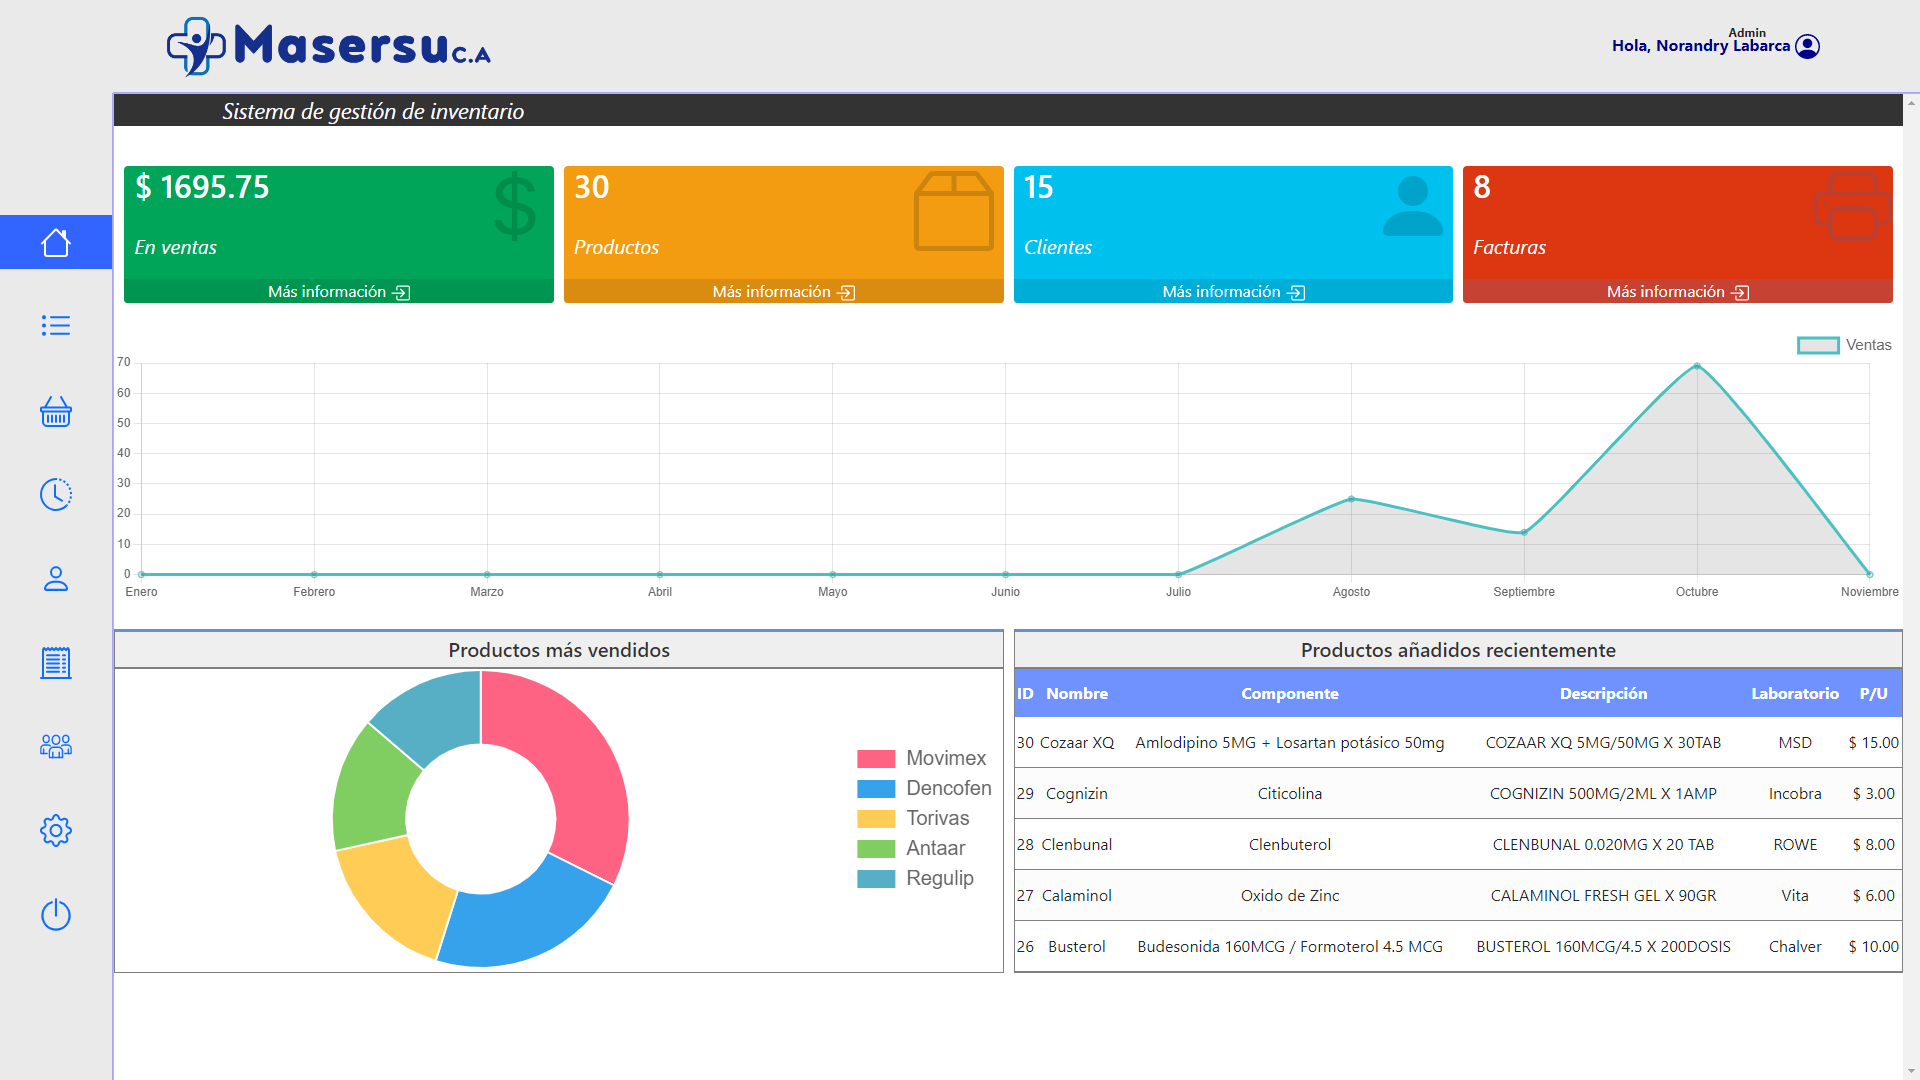 Masersu C.A
Admin
Hola, Norandry Labarca
Sistema de gestión de inventario
$ 1695.75
En ventas
Más información
30
Productos
Más información
15
Clientes
Más información
8
Facturas
Más información
Ventas
70
60
50
40
30
20
10
0
Enero Febrero Marzo Abril Mayo Junio Julio Agosto Septiembre Octubre Noviembre
Productos más vendidos
Movimex
Dencofen
Torivas
Antaar
Regulip
Productos añadidos recientemente
ID Nombre Componente Descripción Laboratorio P/U
30 Cozaar XQ Amlodipino 5MG + Losartan potásico 50mg COZAAR XQ 5MG/50MG X 30TAB MSD $ 15.00
29 Cognizin Citicolina COGNIZIN 500MG/2ML X 1AMP Incobra $ 3.00
28 Clenbunal Clenbuterol CLENBUNAL 0.020MG X 20 TAB ROWE $ 8.00
27 Calaminol Oxido de Zinc CALAMINOL FRESH GEL X 90GR Vita $ 6.00
26 Busterol Budesonida 160MCG / Formoterol 4.5 MCG BUSTEROL 160MCG/4.5 X 200DOSIS Chalver $ 10.00